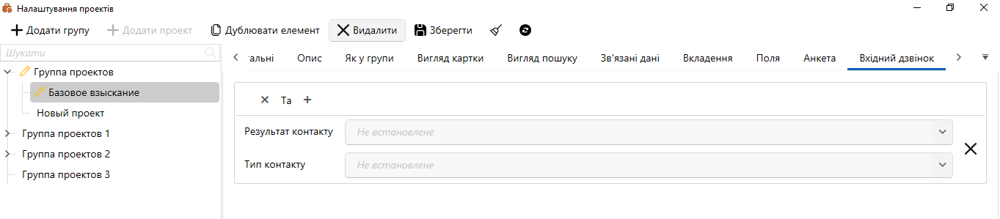 Налаштування проектів
Додати групу Додати проект Дублювати елемент Видалити Зберегти
Шукати
Группа проектов
Базовое взыскание
Новый проект
Группа проектов 1
Группа проектов 2
Группа проектов 3
тальні Опис Як у групи Вигляд картки Вигляд пошуку Зв'язані дані Вкладення Поля Анкета Вхідний дзвінок
Та
Результат контакту Не встановлене
Тип контакту Не встановлене